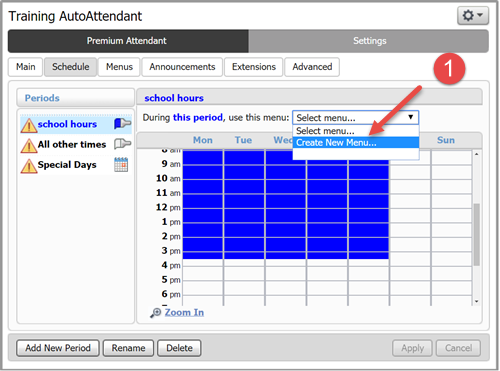 Training AutoAttendant
Premium Attendant Settings
Main Schedule Menus Announcements Extensions Advanced
1
Periods
school hours
All other times
Special Days
school hours
During this period, use this menu: Select menu...
Select menu...
Create New Menu...
Mon Tue Wed Sun
8 am
9 am
10 am
11 am
12 pm
1 pm
2 pm
3 pm
4 pm
5 pm
6 pm
Zoom In
Add New Period Rename Delete Apply Cancel